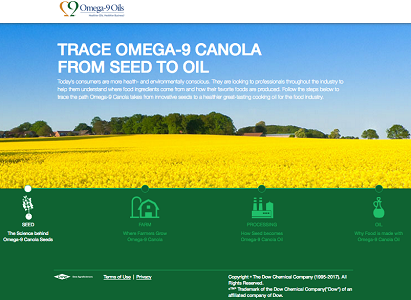 Omega-9 Oils
Healthier Oils. Healthier Business.
TRACE OMEGA-9 CANOLA
FROM SEED TO OIL
Today's consumers are more health- and environmentally conscious. They are looking to professionals throughout the industry to
help them understand where food ingredients come from and how their favorite foods are produced. Follow the steps below to
trace the path Omega-9 Canola takes from innovative seeds to a healthier great-tasting cooking oil for the food industry.
SEED
The Science behind
Omega-9 Canola Seeds
FARM
Where Farmers Grow
Omega-9 Canola
PROCESSING
How Seed becomes
Omega-9 Canola Oil
OIL
Why Food is made with
Omega-9 Canola Oil
Terms of Use | Privacy
Copyright © The Dow Chemical Company (1995-2017). All
Rights Reserved.
Trademark of the Dow Chemical Company("Dow") of an
affiliated company of Dow.